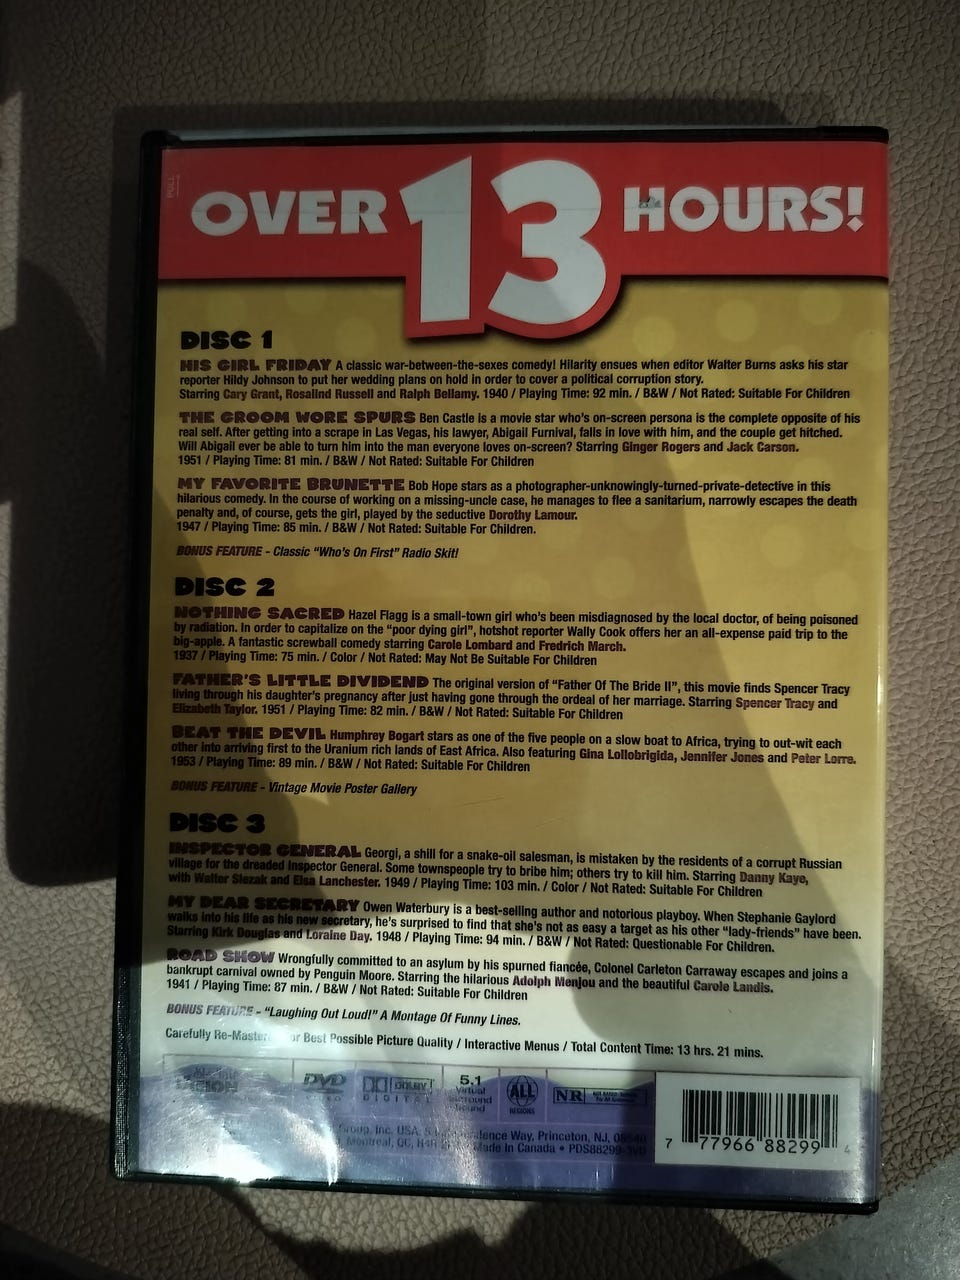 PULL
OVER 13 HOURS!
DISC 1
HIS GIRL FRIDAY A classic war-between-the-sexes comedy! Hilarity ensues when editor Walter Burns asks his star
reporter Hildy Johnson to put her wedding plans on hold in order to cover a political corruption story.
Starring Cary Grant, Rosalind Russell and Ralph Bellamy. 1940 / Playing Time: 92 min. / B&W / Not Rated: Suitable For Children
THE GROOM WORE SPURS Ben Castle is a movie star who's on-screen persona is the complete opposite of his
real self. After getting into a scrape in Las Vegas, his lawyer, Abigail Furnival, falls in love with him, and the couple get hitched.
Will Abigail ever be able to turn him into the man everyone loves on-screen? Starring Ginger Rogers and Jack Carson.
1951 / Playing Time: 81 min. / B&W / Not Rated: Suitable For Children
MY FAVORITE BRUNETTE Bob Hope stars as a photographer-unknowingly-turned-private-detective in this
hilarious comedy. In the course of working on a missing-uncle case, he manages to flee a sanitarium, narrowly escapes the death
penalty and, of course, gets the girl, played by the seductive Dorothy Lamour.
1947 / Playing Time: 85 min. / B&W / Not Rated: Suitable For Children.
BONUS FEATURE - Classic "Who's On First" Radio Skit!
DISC 2
NOTHING SACRED Hazel Flagg is a small-town girl who's been misdiagnosed by the local doctor, of being poisoned
by radiation. In order to capitalize on the "poor dying girl", hotshot reporter Wally Cook offers her an all-expense paid trip to the
big-apple. A fantastic screwball comedy starring Carole Lombard and Fredrich March.
1937 / Playing Time: 75 min. / Color / Not Rated: May Not Be Suitable For Children
FATHER'S LITTLE DIVIDEND The original version of "Father Of The Bride II", this movie finds Spencer Tracy
living through his daughter's pregnancy after just having gone through the ordeal of her marriage. Starring Spencer Tracy and
Elizabeth Taylor. 1951 / Playing Time: 82 min. / B&W / Not Rated: Suitable For Children
BEAT THE DEVIL Humphrey Bogart stars as one of the five people on a slow boat to Africa, trying to out-wit each
other into arriving first to the Uranium rich lands of East Africa. Also featuring Gina Lollobrigida, Jennifer Jones and Peter Lorre.
1953 / Playing Time: 89 min. / B&W / Not Rated: Suitable For Children
BONUS FEATURE - Vintage Movie Poster Gallery
DISC 3
INSPECTOR GENERAL Georgi, a shill for a snake-oil salesman, is mistaken by the residents of a corrupt Russian
village for the dreaded Inspector General. Some townspeople try to bribe him; others try to kill him. Starring Danny Kaye,
with Walter Slezak and Elsa Lanchester. 1949 / Playing Time: 103 min. / Color / Not Rated: Suitable For Children
MY DEAR SECRETARY Owen Waterbury is a best-selling author and notorious playboy. When Stephanie Gaylord
walks into his life as his new secretary, he's surprised to find that she's not as easy a target as his other "lady-friends" have been.
Starring Kirk Douglas and Loraine Day. 1948 / Playing Time: 94 min. / B&W / Not Rated: Questionable For Children.
ROAD SHOW Wrongfully committed to an asylum by his spurned fiancée, Colonel Carleton Carraway escapes and joins a
bankrupt carnival owned by Penguin Moore. Starring the hilarious Adolph Menjou and the beautiful Carole Landis.
1941 / Playing Time: 87 min. / B&W / Not Rated: Suitable For Children
BONUS FEATURE - "Laughing Out Loud!" A Montage Of Funny Lines.
Carefully Best Possible Picture Quality / Interactive Menus / Total Content Time: 13 hrs. 21 mins.
DVD VIDEO
DOLBY DIGITAL
5.1 Virtual Surround Sound
ALL REGIONS
NR
Group, Inc. USA, Way, Princeton, NJ,
Montreal, QC, Made in Canada • PDS88299
7 77966 88299 4